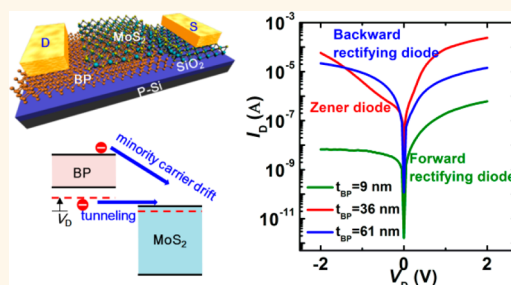 D
S
MoS2
BP
SiO2
P-Si
BP
minority carrier drift
VD
tunneling
MoS2
10-3
10-5
10-7
10-9
10-11
ID (A)
Backward
rectifying diode
Zener diode
Forward
rectifying diode
tBP=9 nm
tBP=36 nm
tBP=61 nm
-2
0
2
VD (V)